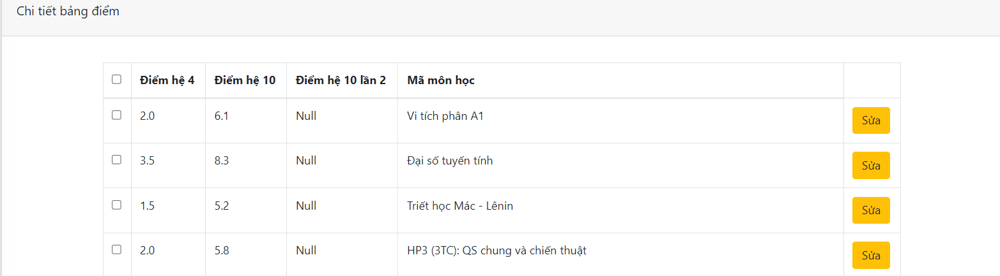 Chi tiết bảng điểm
Điểm hệ 4 Điểm hệ 10 Điểm hệ 10 lần 2 Mã môn học
2.0 6.1 Null Vi tích phân A1 Sửa
3.5 8.3 Null Đại số tuyến tính Sửa
1.5 5.2 Null Triết học Mác - Lênin Sửa
2.0 5.8 Null HP3 (3TC): QS chung và chiến thuật Sửa